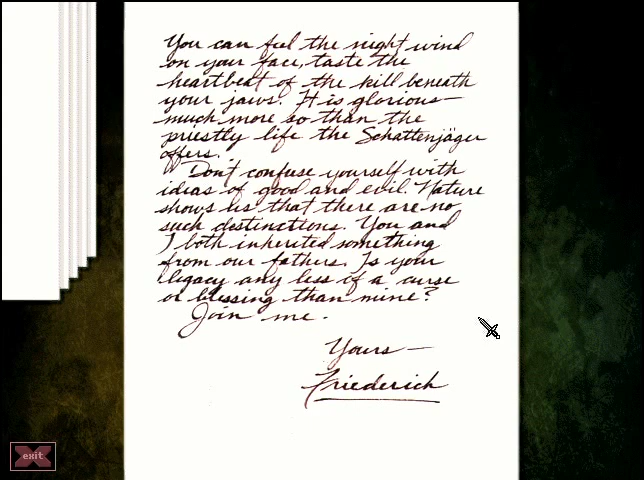 You can feel the night wind
on your face, taste the
heartbeat of the kill beneath
your jaws. It is glorious—
much more so than the
priestly life the Schattenjäger
offers.
Don't confuse yourself with
ideas of good and evil. Nature
shows us that there are no
such destinctions. You and
I both inherited something
from our fathers. Is your
legacy any less of a curse
or blessing than mine?
Join me.
Yours—
Friederich
exit